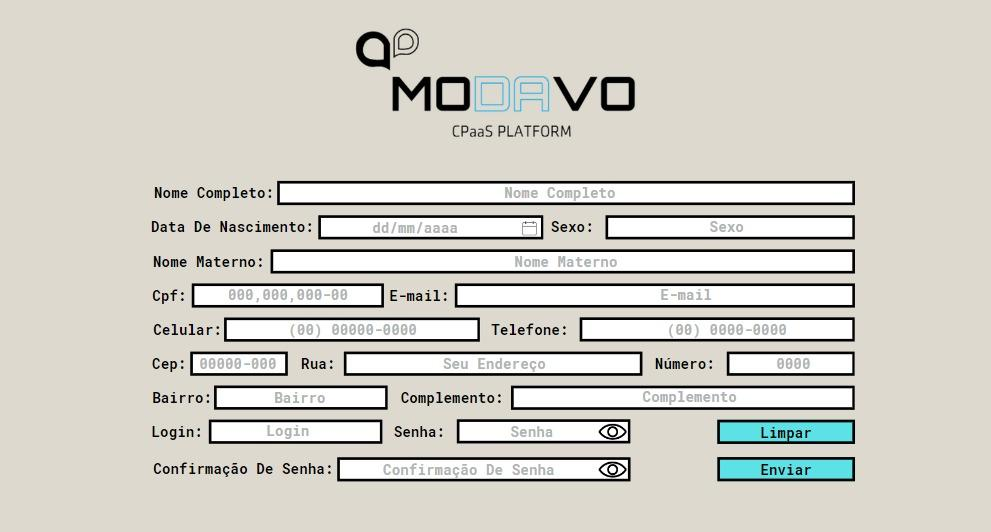 MODAVO
CPaaS PLATFORM
Nome Completo: Nome Completo
Data De Nascimento: dd/mm/aaaa Sexo: Sexo
Nome Materno: Nome Materno
Cpf: 000,000,000-00 E-mail: E-mail
Celular: (00) 00000-0000 Telefone: (00) 0000-0000
Cep: 00000-000 Rua: Seu Endereço Número: 0000
Bairro: Bairro Complemento: Complemento
Login: Login Senha: Senha Limpar
Confirmação De Senha: Confirmação De Senha Enviar